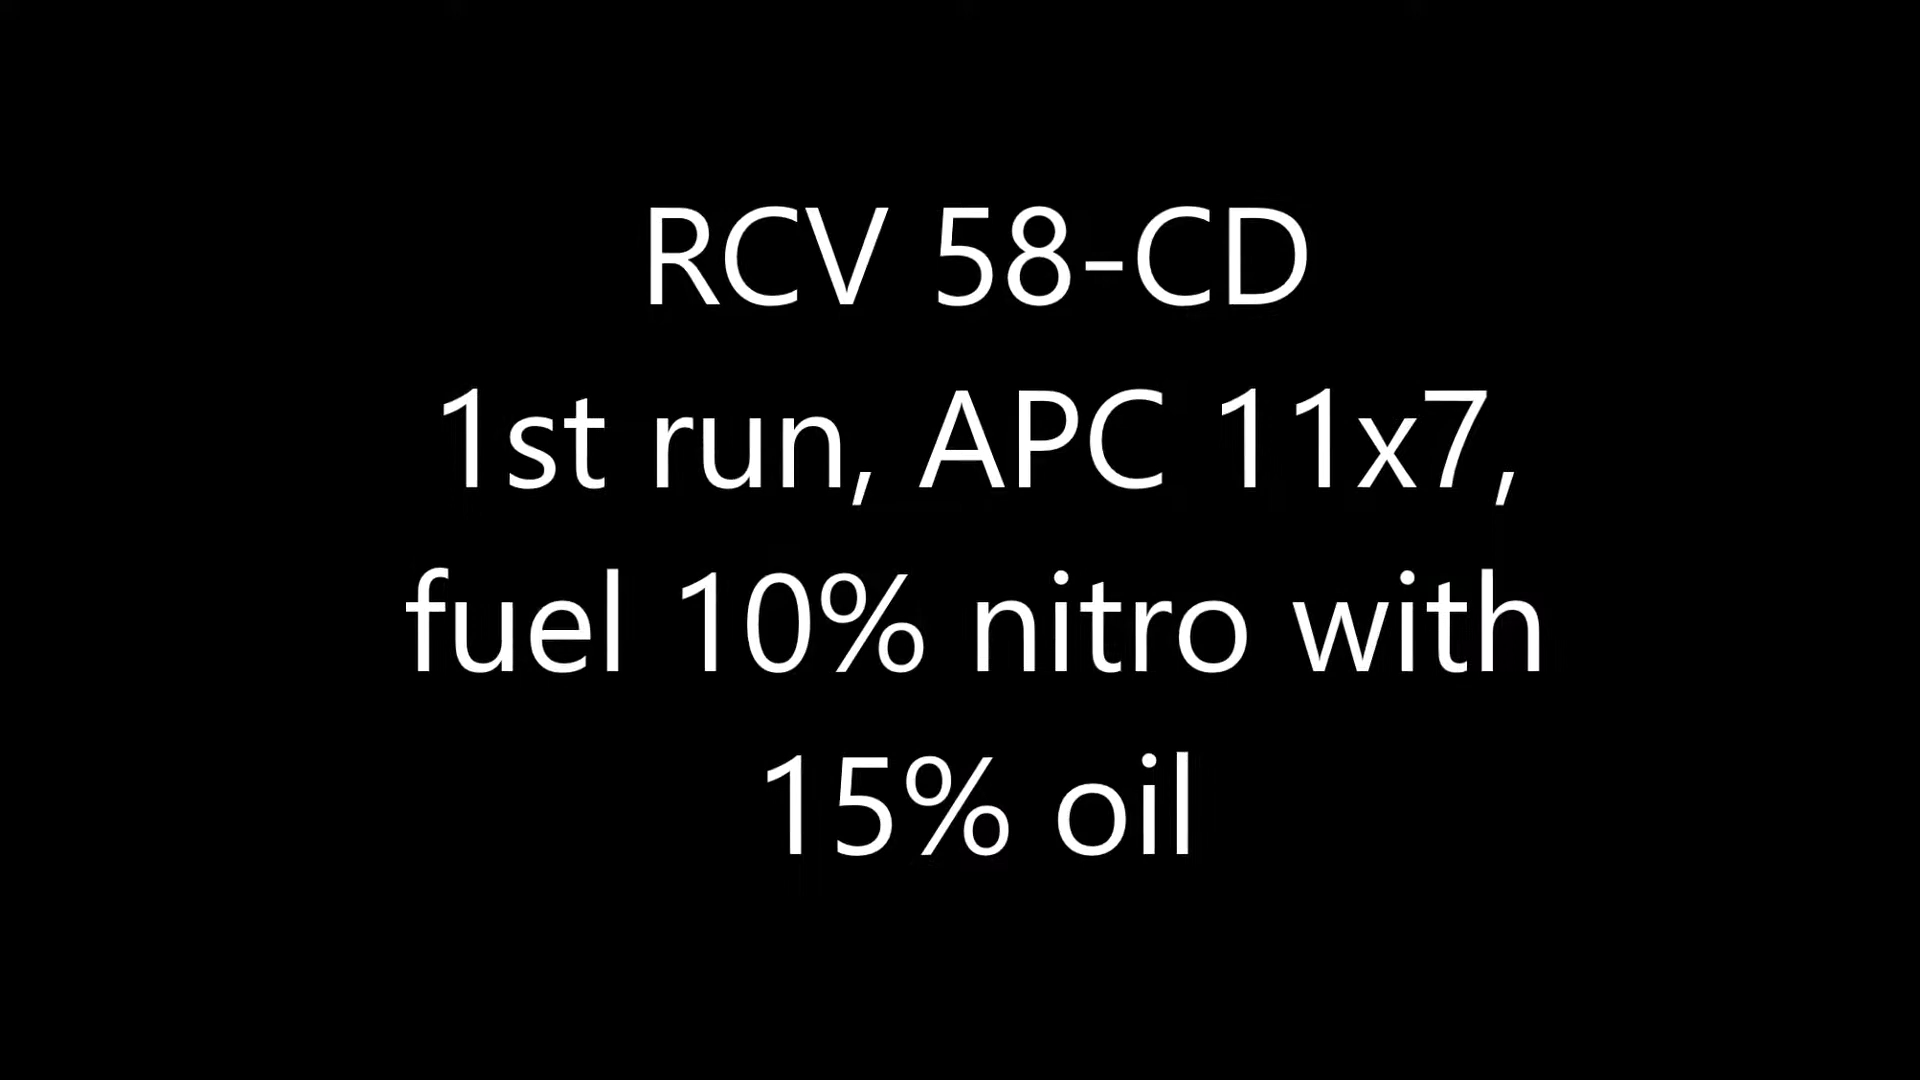 RCV 58-CD
1st run, APC 11x7,
fuel 10% nitro with
15% oil